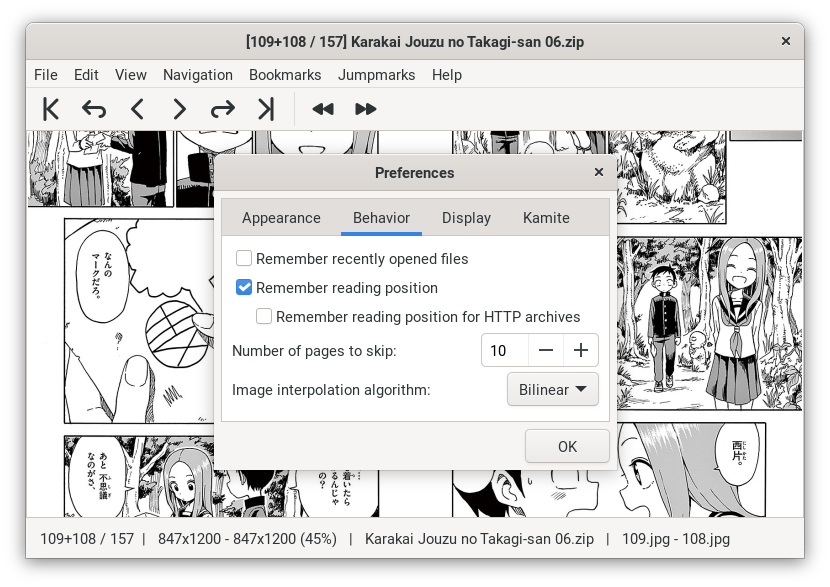 [109+108 / 157] Karakai Jouzu no Takagi-san 06.zip
File Edit View Navigation Bookmarks Jumpmarks Help
Preferences
Appearance Behavior Display Kamite
Remember recently opened files
Remember reading position
Remember reading position for HTTP archives
Number of pages to skip: 10
Image interpolation algorithm: Bilinear
OK
なんの
マークだろ。
あと不思議
なのがさ、
着いたら
るんじゃ
の?
西片。
109+108 / 157 | 847x1200 - 847x1200 (45%) | Karakai Jouzu no Takagi-san 06.zip | 109.jpg - 108.jpg